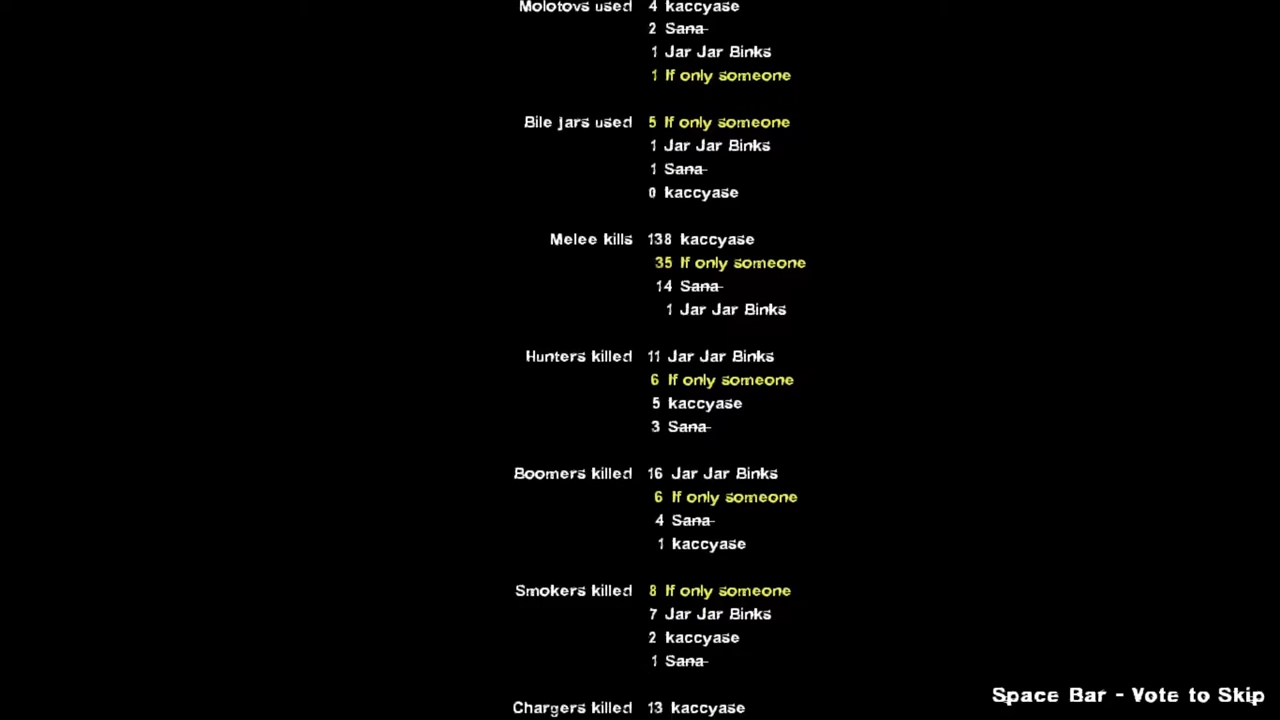 Molotovs used 4 kaccyase
2 Sana
1 Jar Jar Binks
1 If only someone
Bile jars used 5 If only someone
1 Jar Jar Binks
1 Sana
0 kaccyase
Melee kills 138 kaccyase
35 If only someone
14 Sana
1 Jar Jar Binks
Hunters killed 11 Jar Jar Binks
6 If only someone
5 kaccyase
3 Sana
Boomers killed 16 Jar Jar Binks
6 If only someone
4 Sana
1 kaccyase
Smokers killed 8 If only someone
7 Jar Jar Binks
2 kaccyase
1 Sana
Chargers killed 13 kaccyase
Space Bar - Vote to Skip